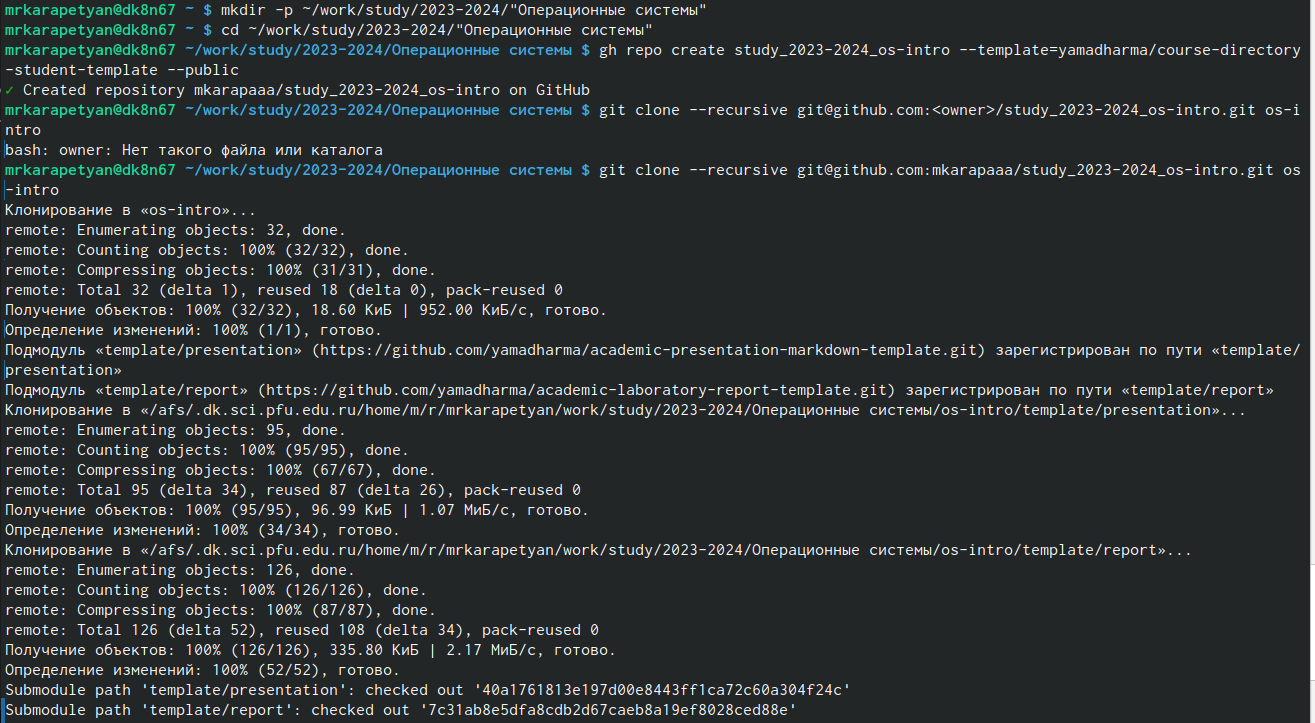 mrkarapetyan@dk8n67 ~ $ mkdir -p ~/work/study/2023-2024/"Операционные системы"
mrkarapetyan@dk8n67 ~ $ cd ~/work/study/2023-2024/"Операционные системы"
mrkarapetyan@dk8n67 ~/work/study/2023-2024/Операционные системы $ gh repo create study_2023-2024_os-intro --template=yamadharma/course-directory
-student-template --public
✓ Created repository mkarapaaa/study_2023-2024_os-intro on GitHub
mrkarapetyan@dk8n67 ~/work/study/2023-2024/Операционные системы $ git clone --recursive git@github.com:<owner>/study_2023-2024_os-intro.git os-i
ntro
bash: owner: Нет такого файла или каталога
mrkarapetyan@dk8n67 ~/work/study/2023-2024/Операционные системы $ git clone --recursive git@github.com:mkarapaaa/study_2023-2024_os-intro.git os
-intro
Клонирование в «os-intro»...
remote: Enumerating objects: 32, done.
remote: Counting objects: 100% (32/32), done.
remote: Compressing objects: 100% (31/31), done.
remote: Total 32 (delta 1), reused 18 (delta 0), pack-reused 0
Получение объектов: 100% (32/32), 18.60 КиБ | 952.00 КиБ/с, готово.
Определение изменений: 100% (1/1), готово.
Подмодуль «template/presentation» (https://github.com/yamadharma/academic-presentation-markdown-template.git) зарегистрирован по пути «template/
presentation»
Подмодуль «template/report» (https://github.com/yamadharma/academic-laboratory-report-template.git) зарегистрирован по пути «template/report»
Клонирование в «/afs/.dk.sci.pfu.edu.ru/home/m/r/mrkarapetyan/work/study/2023-2024/Операционные системы/os-intro/template/presentation»...
remote: Enumerating objects: 95, done.
remote: Counting objects: 100% (95/95), done.
remote: Compressing objects: 100% (67/67), done.
remote: Total 95 (delta 34), reused 87 (delta 26), pack-reused 0
Получение объектов: 100% (95/95), 96.99 КиБ | 1.07 МиБ/с, готово.
Определение изменений: 100% (34/34), готово.
Клонирование в «/afs/.dk.sci.pfu.edu.ru/home/m/r/mrkarapetyan/work/study/2023-2024/Операционные системы/os-intro/template/report»...
remote: Enumerating objects: 126, done.
remote: Counting objects: 100% (126/126), done.
remote: Compressing objects: 100% (87/87), done.
remote: Total 126 (delta 52), reused 108 (delta 34), pack-reused 0
Получение объектов: 100% (126/126), 335.80 КиБ | 2.17 МиБ/с, готово.
Определение изменений: 100% (52/52), готово.
Submodule path 'template/presentation': checked out '40a1761813e197d00e8443ff1ca72c60a304f24c'
Submodule path 'template/report': checked out '7c31ab8e5dfa8cdb2d67caeb8a19ef8028ced88e'